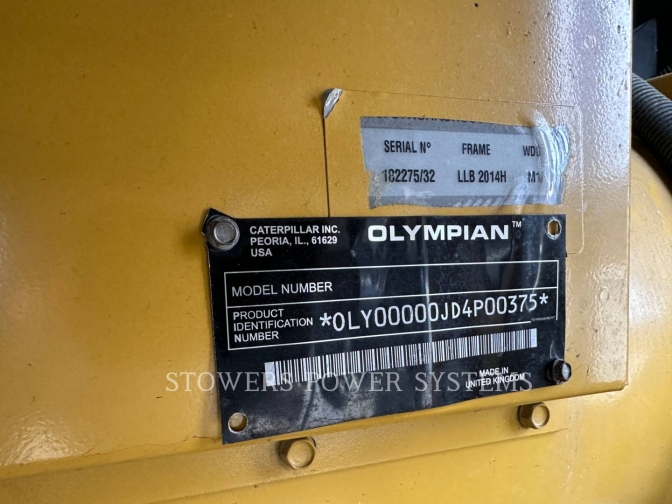 SERIAL Nº FRAME
182275/32 LLB 2014H
CATERPILLAR INC.
PEORIA, IL., 61629
USA
OLYMPIAN™
MODEL NUMBER
PRODUCT
IDENTIFICATION
NUMBER
*OLY00000JD4P00375*
MADE IN
UNITED KINGDOM
STOWERS POWER SYSTEMS